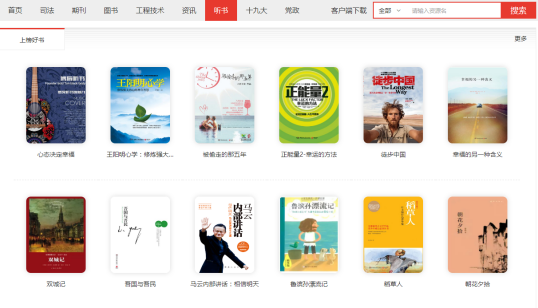 首页 司法 期刊 图书 工程技术 资讯 听书 十九大 党政 客户端下载 全部 请输入资源名 搜索
上榜好书 更多
正能量2
徒步中国
The Longest Way
王阳明心学
心态决定幸福 王阳明心学：修炼强大... 被偷走的那五年 正能量2-幸运的方法 徒步中国 幸福的另一种含义
双城记
马云
内部讲话
鲁滨孙漂流记
稻草人
朝花夕拾
双城记 吾国与吾民 马云内部讲话：相信明天 鲁滨孙漂流记 稻草人 朝花夕拾